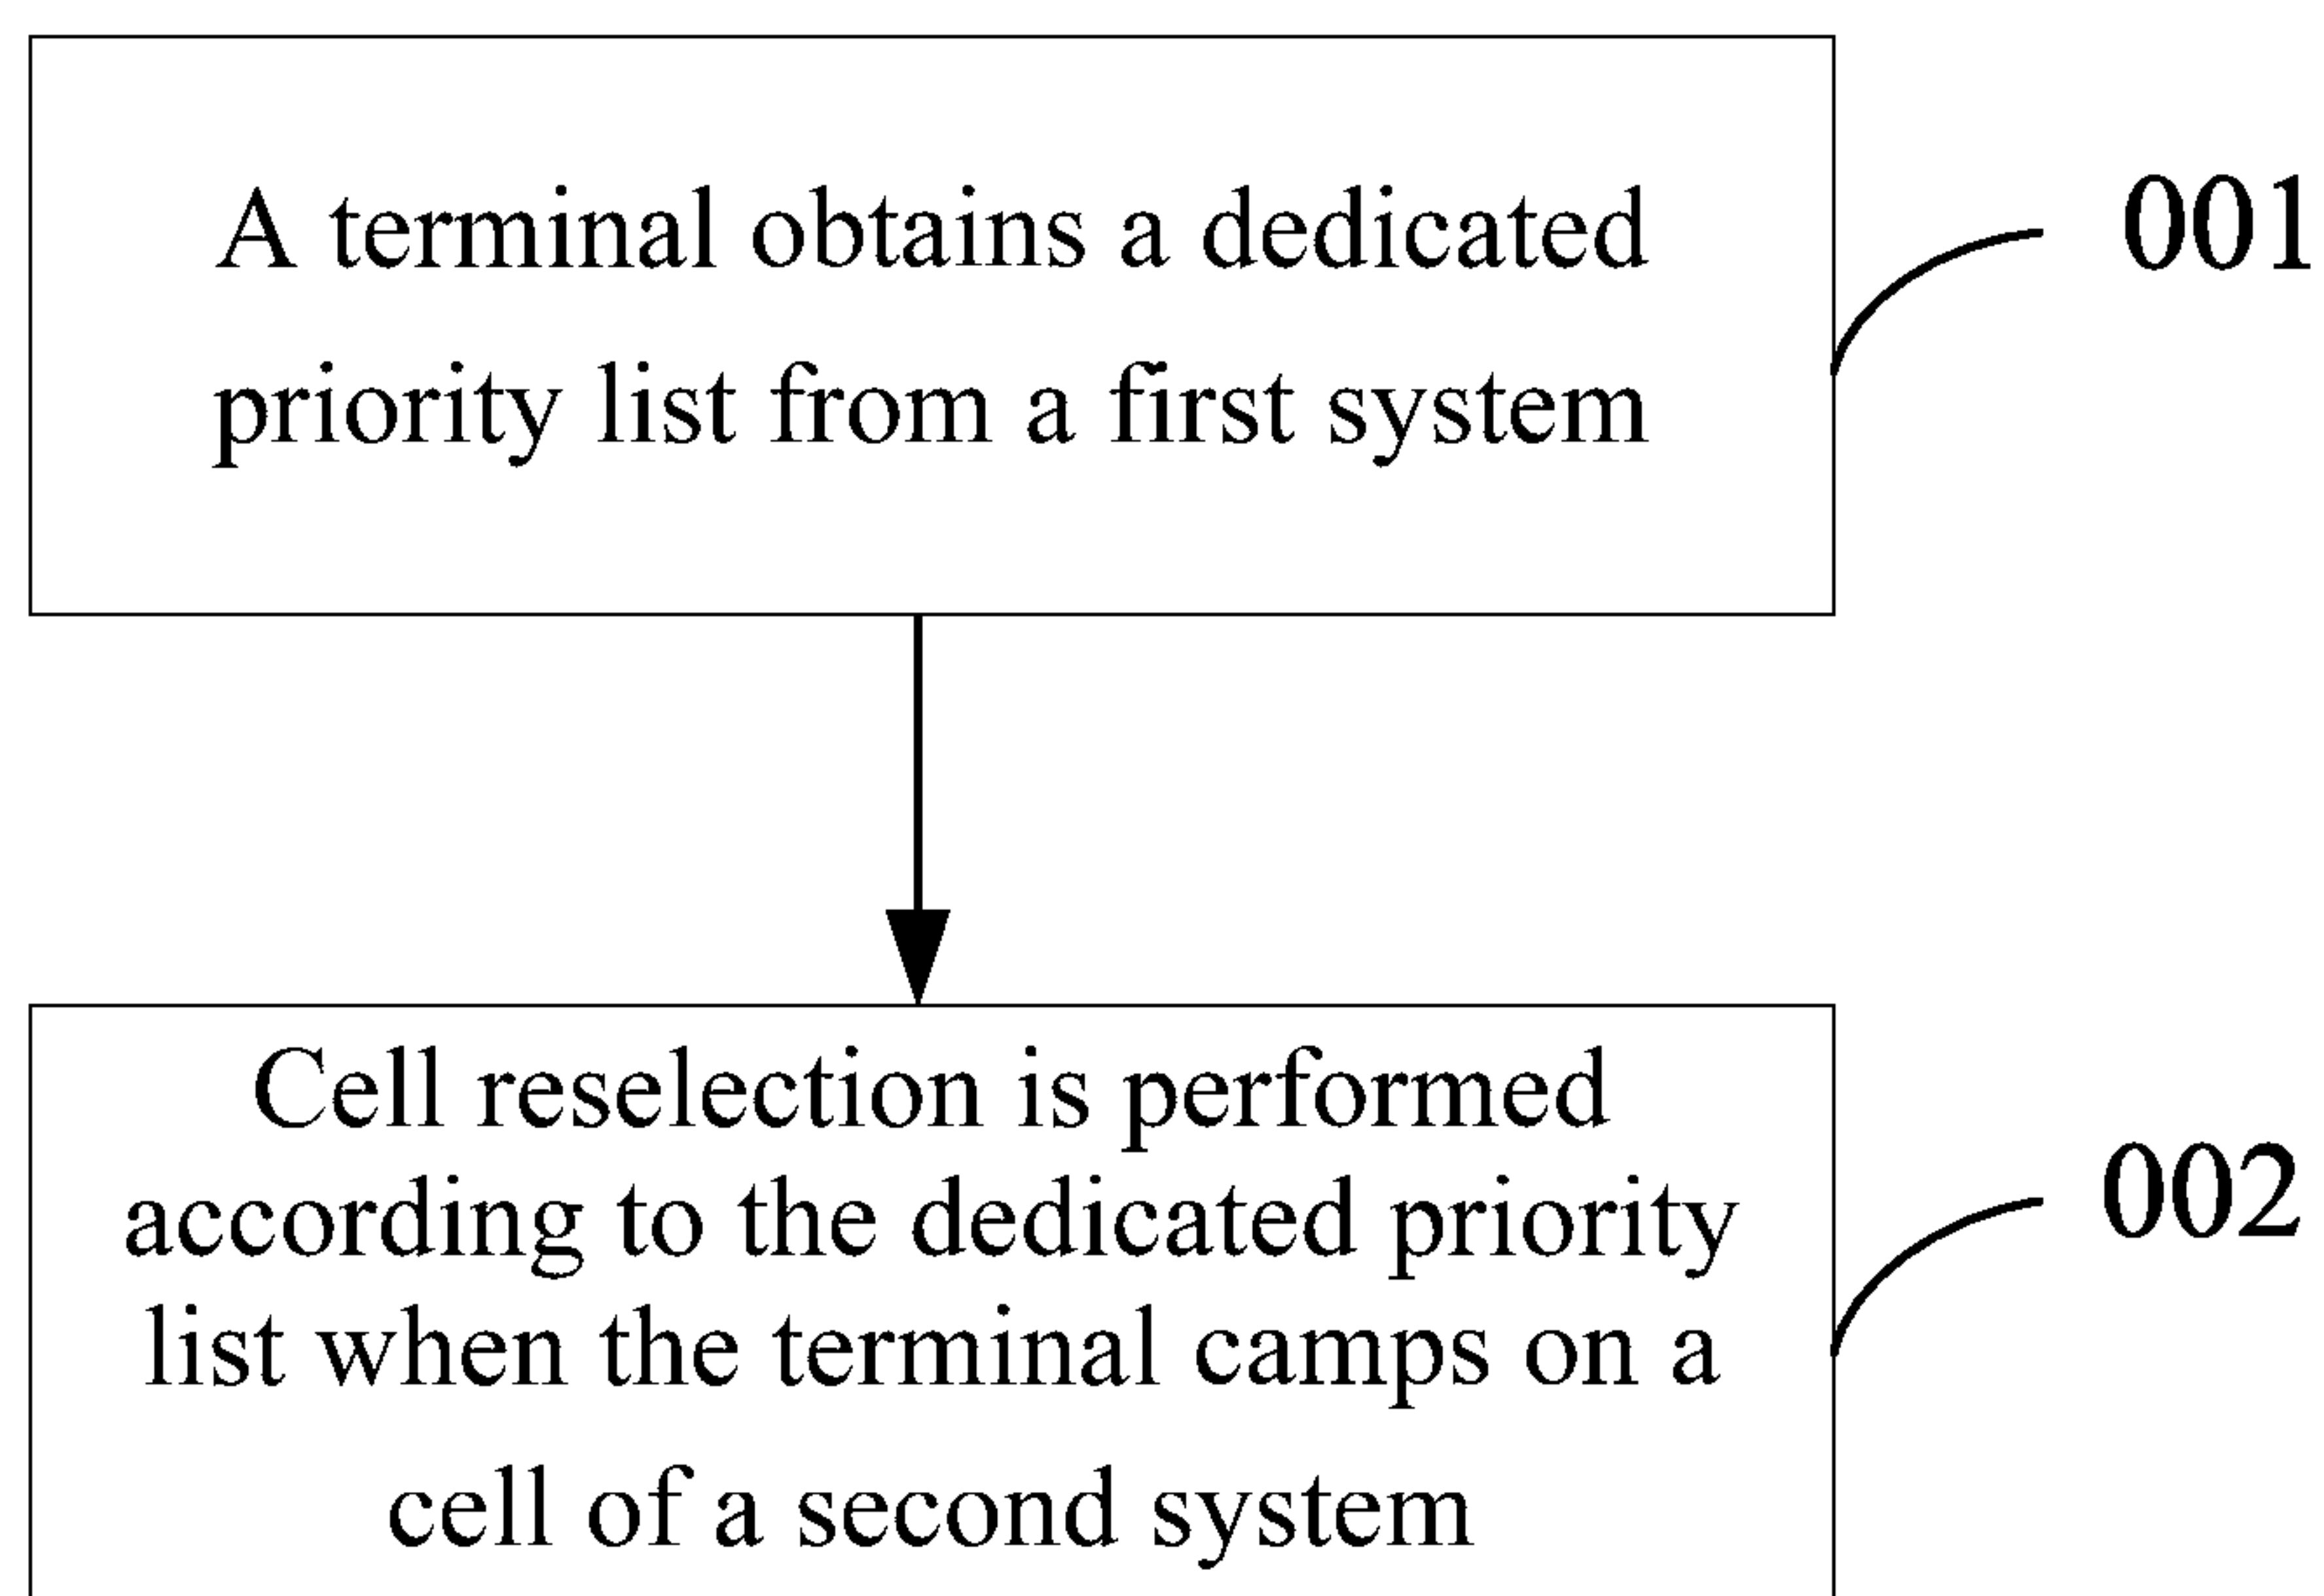 A terminal obtains a dedicated
priority list from a first system
001
Cell reselection is performed
according to the dedicated priority
list when the terminal camps on a
cell of a second system
002